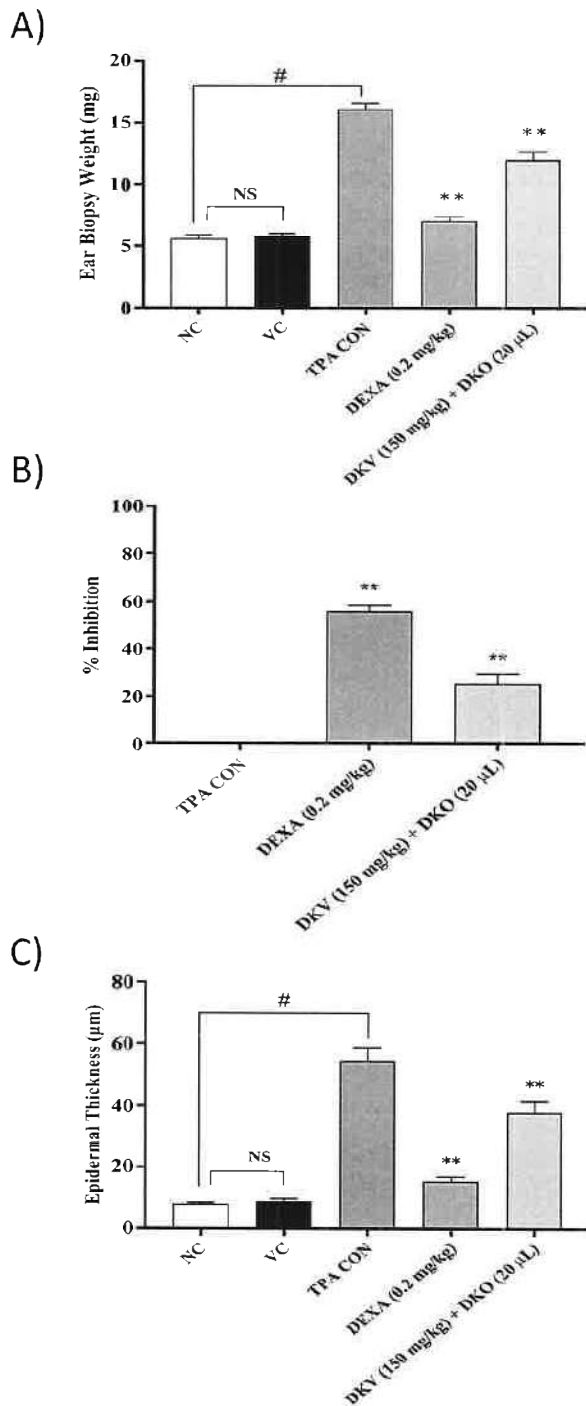 A)
Ear Biopsy Weight (mg)
20
15
10
5
0
#
NS
**
**
NC
VC
TPA CON
DEXA (0.2 mg/kg)
DKV (150 mg/kg) + DKO (20 µL)
B)
% Inhibition
100
80
60
40
20
0
**
**
TPA CON
DEXA (0.2 mg/kg)
DKV (150 mg/kg) + DKO (20 µL)
C)
Epidermal Thickness (µm)
80
60
40
20
0
#
NS
**
**
NC
VC
TPA CON
DEXA (0.2 mg/kg)
DKV (150 mg/kg) + DKO (20 µL)